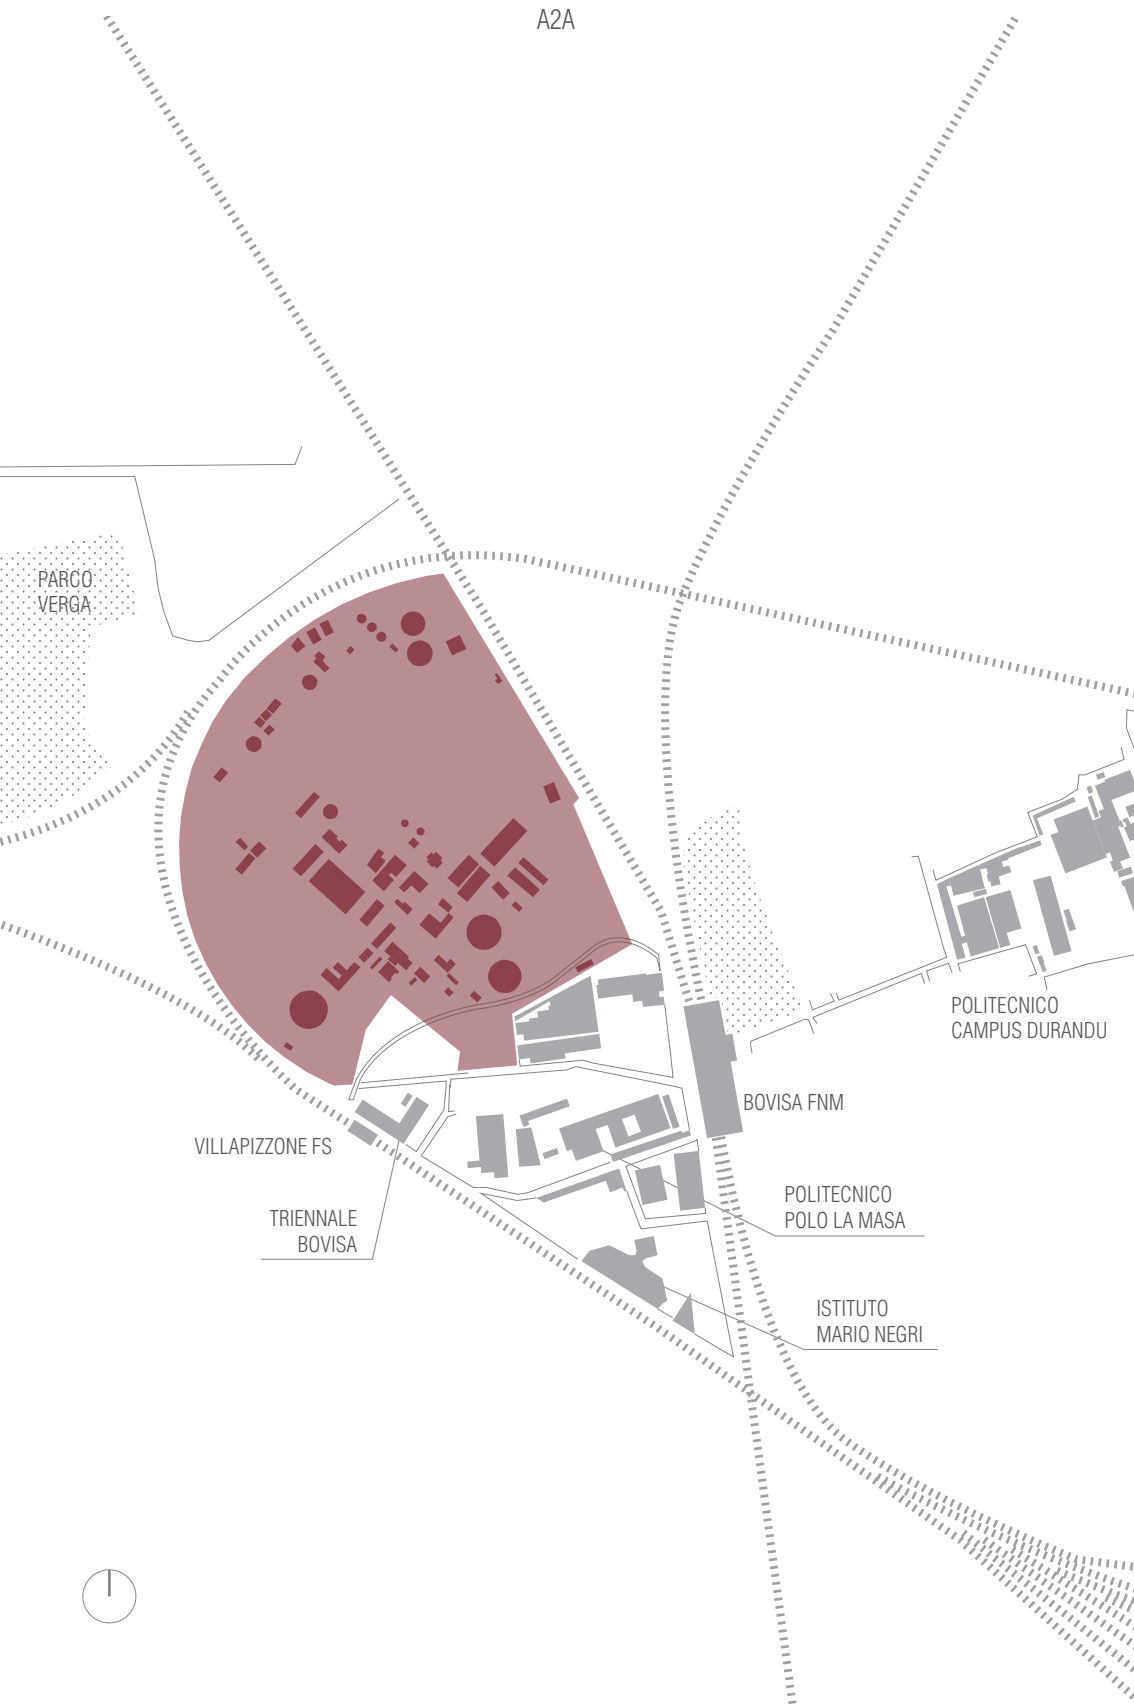 A2A
PARCO
VERGA
POLITECNICO
CAMPUS DURANDU
BOVISA FNM
VILLAPIZZONE FS
POLITECNICO
POLO LA MASA
TRIENNALE
BOVISA
ISTITUTO
MARIO NEGRI